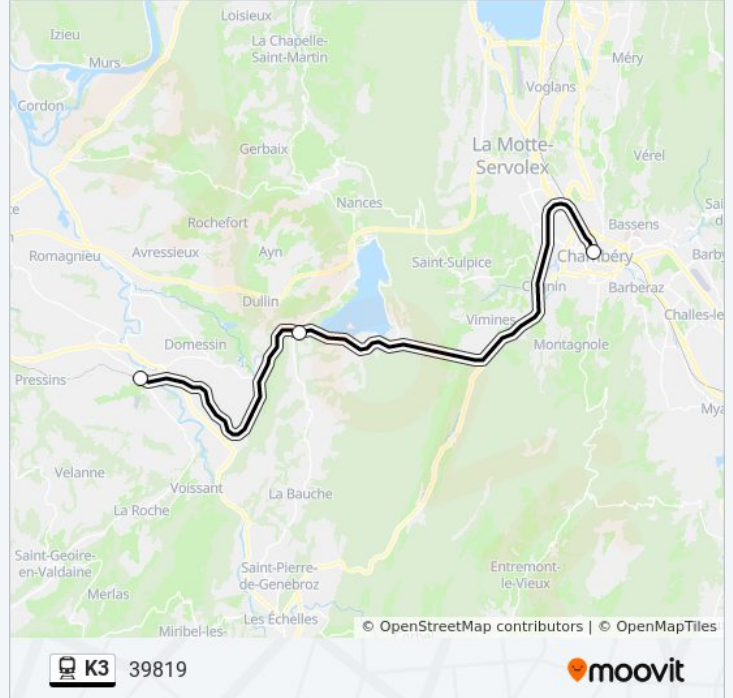 Loisieux
Izieu
La Chapelle-
Saint-Martin
Murs
Méry
Voglans
Cordon
La Motte-
Servolex
Gerbaix
Vérel
Nances
Rochefort
Bassens
Romagnieu
Avressieux
Ayn
Saint-Sulpice
Chambéry
Barby
Dullin
Barberaz
Vimines
Challes-le
Domessin
Montagnole
Pressins
Mya
Velanne
Voissant
La Bauche
La Roche
Saint-Geoire-
en-Valdaine
Saint-Pierre-
de-Genebroz
Entremont-
le-Vieux
Merlas
Les Échelles
Miribel-les-
© OpenStreetMap contributors | © OpenMapTiles
K3 39819
moovit